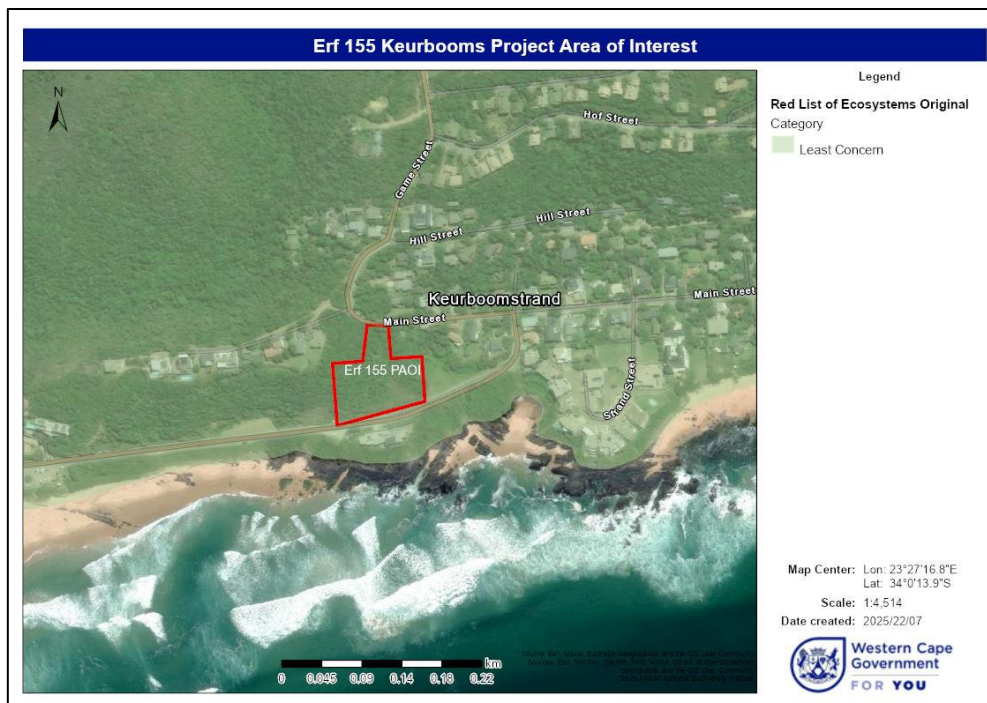 Erf 155 Keurbooms Project Area of Interest
N
Hof Street
Game Street
Hill Street
Hill Street
Keurboomstrand
Main Street
Main Street
Erf 155 PAOI
Strand Street
km
0 0.045 0.09 0.14 0.18 0.22
Legend
Red List of Ecosystems Original
Category
Least Concern
Map Center: Lon: 23°27'16.8"E
Lat: 34°0'13.9"S
Scale: 1:4,514
Date created: 2025/22/07
Western Cape
Government
FOR YOU